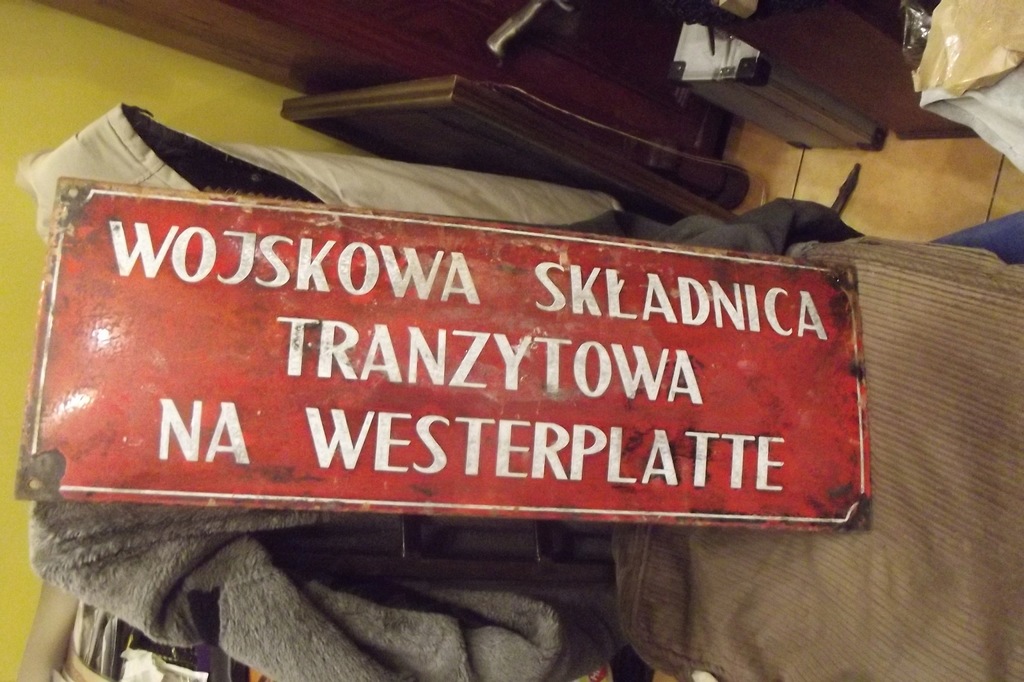 WOJSKOWA SKŁADNICA
TRANZYTOWA
NA WESTERPLATTE